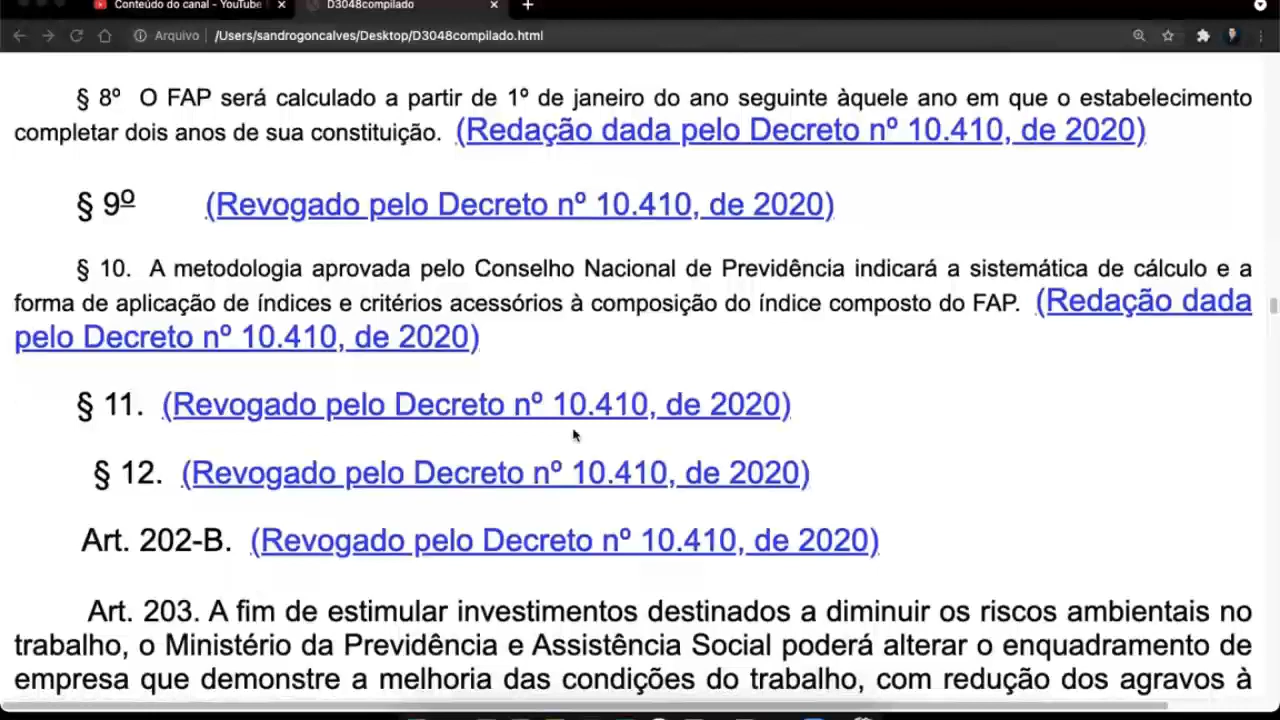 Conteúdo do canal - YouTube
D3048compilado
Arquivo /Users/sandrogoncalves/Desktop/D3048compilado.html
§ 8º O FAP será calculado a partir de 1º de janeiro do ano seguinte àquele ano em que o estabelecimento
completar dois anos de sua constituição. (Redação dada pelo Decreto nº 10.410, de 2020)
§ 9º (Revogado pelo Decreto nº 10.410, de 2020)
§ 10. A metodologia aprovada pelo Conselho Nacional de Previdência indicará a sistemática de cálculo e a
forma de aplicação de índices e critérios acessórios à composição do índice composto do FAP. (Redação dada
pelo Decreto nº 10.410, de 2020)
§ 11. (Revogado pelo Decreto nº 10.410, de 2020)
§ 12. (Revogado pelo Decreto nº 10.410, de 2020)
Art. 202-B. (Revogado pelo Decreto nº 10.410, de 2020)
Art. 203. A fim de estimular investimentos destinados a diminuir os riscos ambientais no
trabalho, o Ministério da Previdência e Assistência Social poderá alterar o enquadramento de
empresa que demonstre a melhoria das condições do trabalho, com redução dos agravos à